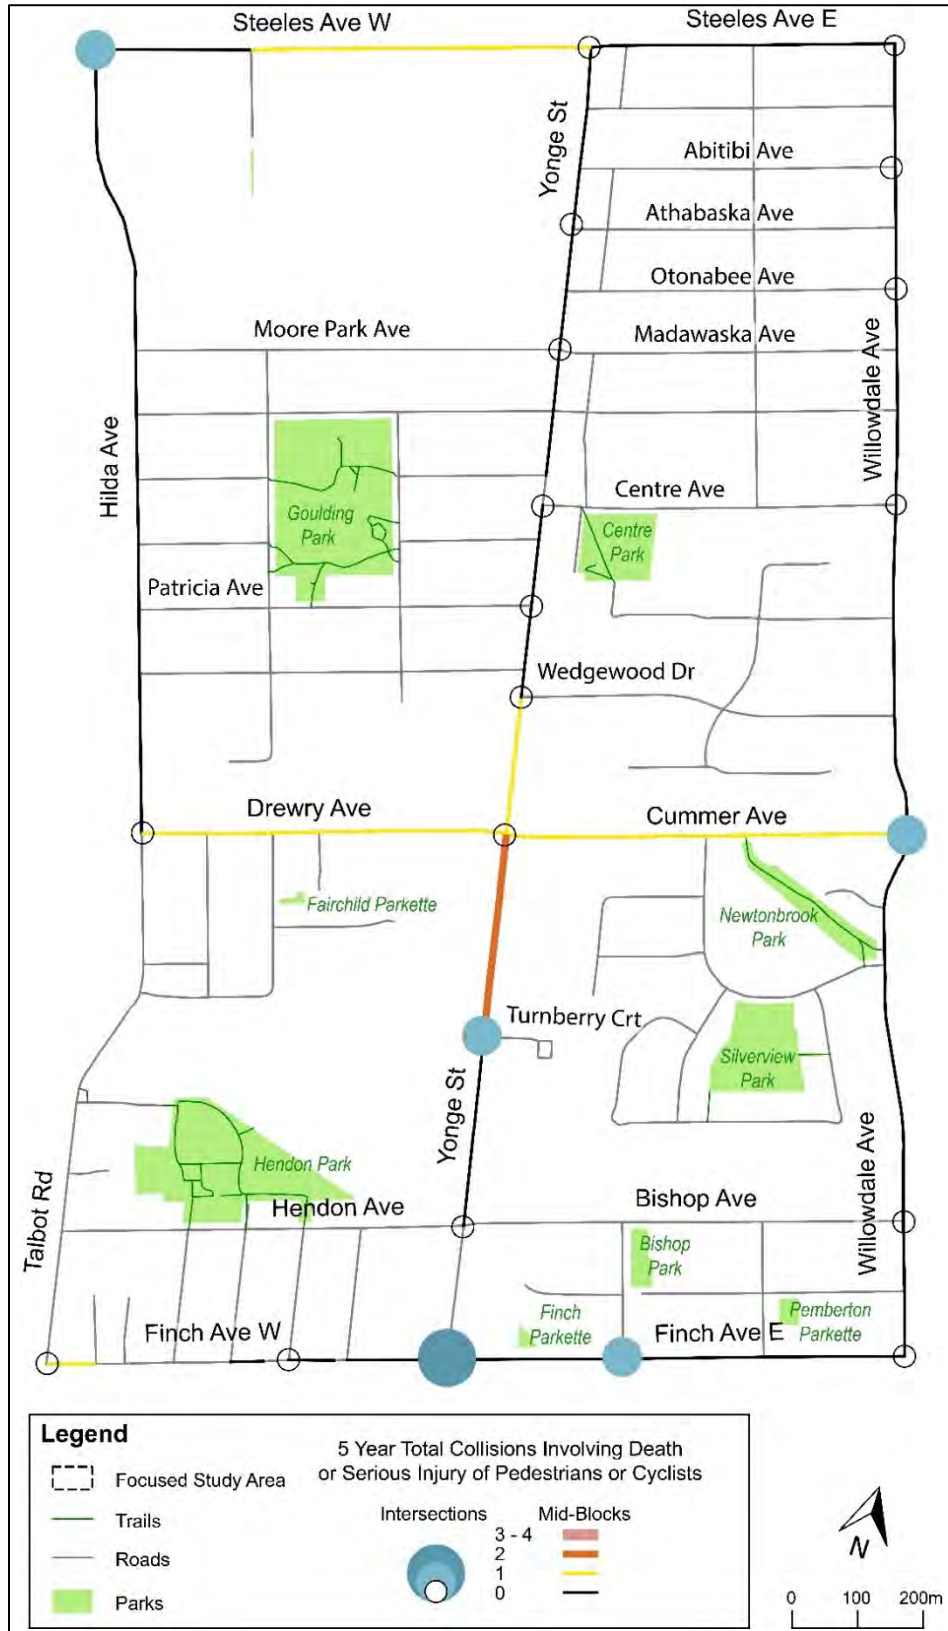 Steeles Ave W
Steeles Ave E
Yonge St
Abitibi Ave
Athabaska Ave
Otonabee Ave
Moore Park Ave
Madawaska Ave
Willowdale Ave
Hilda Ave
Centre Ave
Goulding
Park
Centre
Park
Patricia Ave
Wedgewood Dr
Drewry Ave
Cummer Ave
Fairchild Parkette
Newtonbrook
Park
Turnberry Crt
Silverview
Park
Yonge St
Hendon Park
Hendon Ave
Bishop Ave
Willowdale Ave
Talbot Rd
Bishop
Park
Finch
Parkette
Pemberton
Parkette
Finch Ave W
Finch Ave E
Legend
Focused Study Area
Trails
Roads
Parks
5 Year Total Collisions Involving Death
or Serious Injury of Pedestrians or Cyclists
Intersections
Mid-Blocks
3 - 4
2
1
0
N
0 100 200m